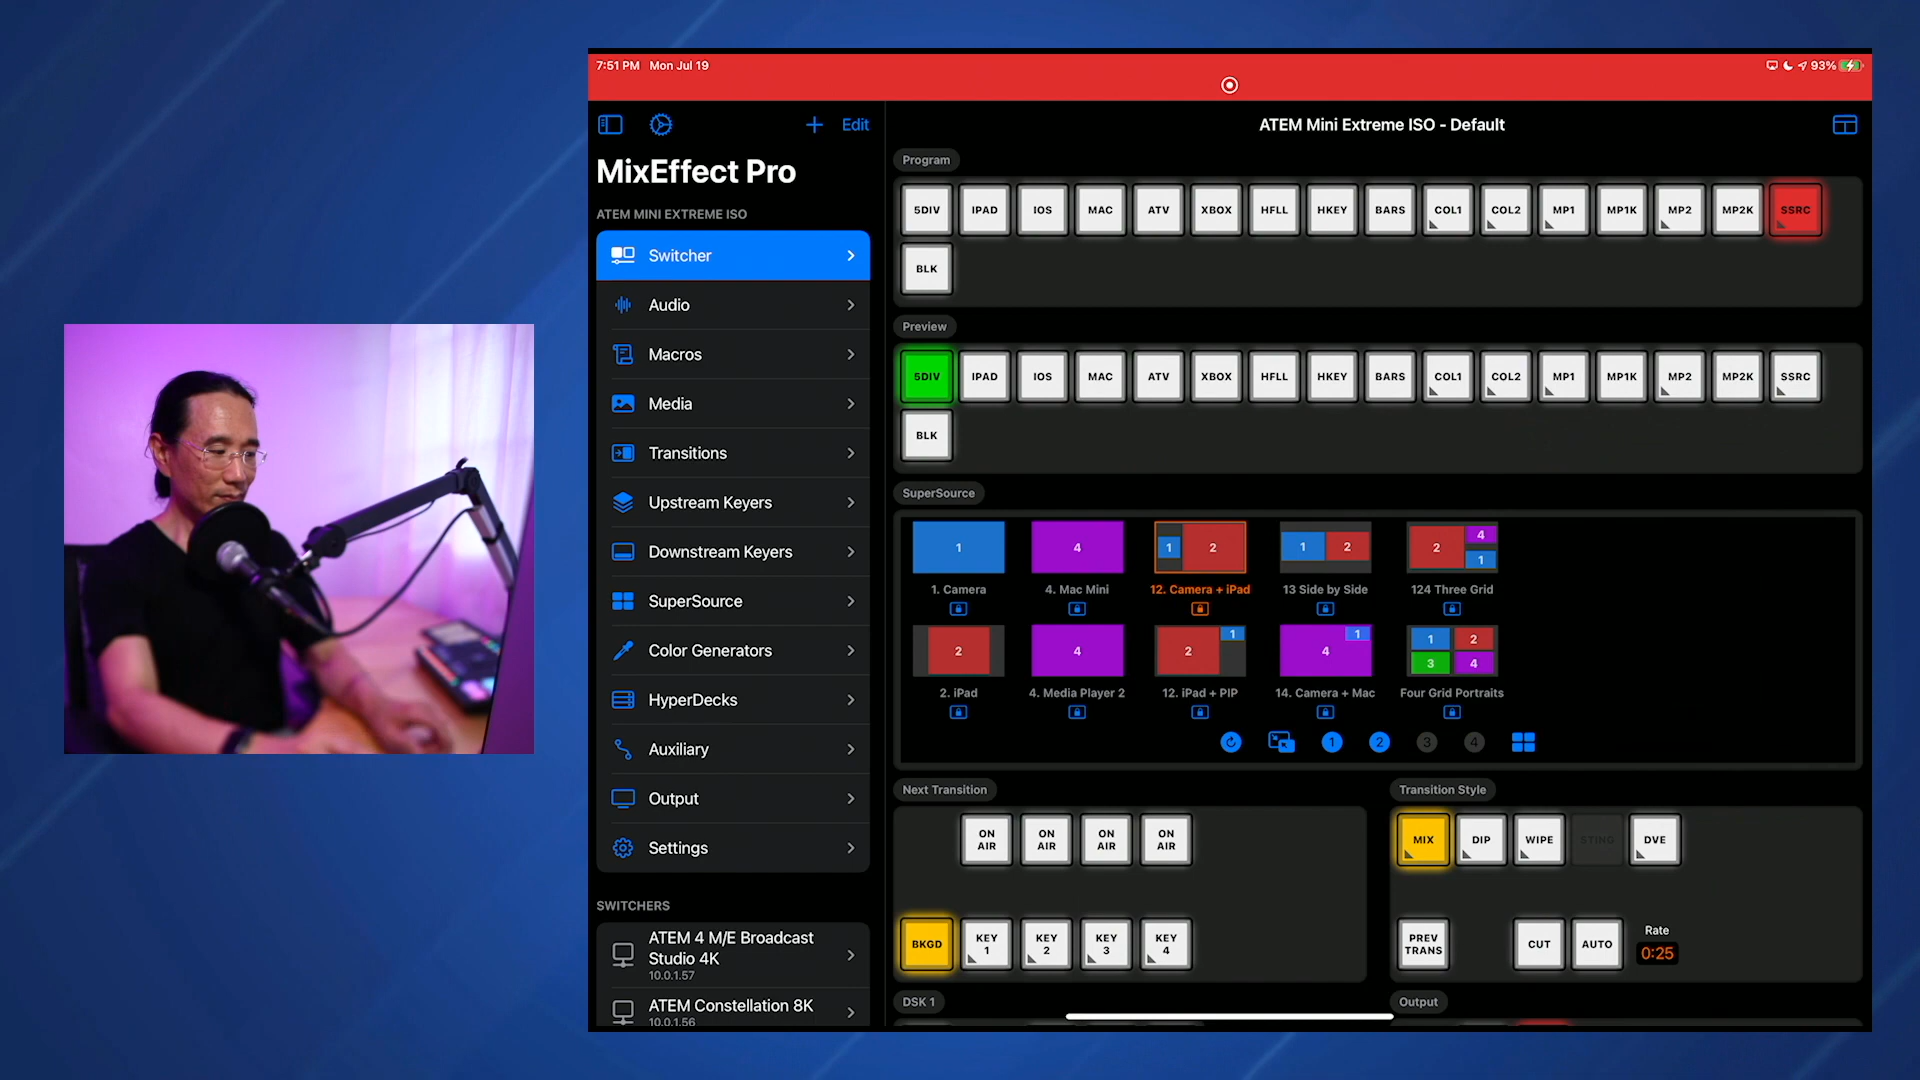 7:51 PM Mon Jul 19
93%
Edit
MixEffect Pro
ATEM MINI EXTREME ISO
Switcher
Audio
Macros
Media
Transitions
Upstream Keyers
Downstream Keyers
SuperSource
Color Generators
HyperDecks
Auxiliary
Output
Settings
SWITCHERS
ATEM 4 M/E Broadcast
Studio 4K
10.0.1.57
ATEM Constellation 8K
10.0.1.56
ATEM Mini Extreme ISO - Default
Program
5DIV IPAD IOS MAC ATV XBOX HFLL HKEY BARS COL1 COL2 MP1 MP1K MP2 MP2K SSRC
BLK
Preview
5DIV IPAD IOS MAC ATV XBOX HFLL HKEY BARS COL1 COL2 MP1 MP1K MP2 MP2K SSRC
BLK
SuperSource
1 4 1 2 1 2 2 4 1
1. Camera 4. Mac Mini 12. Camera + iPad 13 Side by Side 124 Three Grid
2 4 2 1 4 1 1 2 3 4
2. iPad 4. Media Player 2 12. iPad + PIP 14. Camera + Mac Four Grid Portraits
1 2 3 4
Next Transition
ON AIR ON AIR ON AIR ON AIR
BKGD KEY 1 KEY 2 KEY 3 KEY 4
Transition Style
MIX DIP WIPE STING DVE
PREV TRANS CUT AUTO Rate
0:25
DSK 1
Output